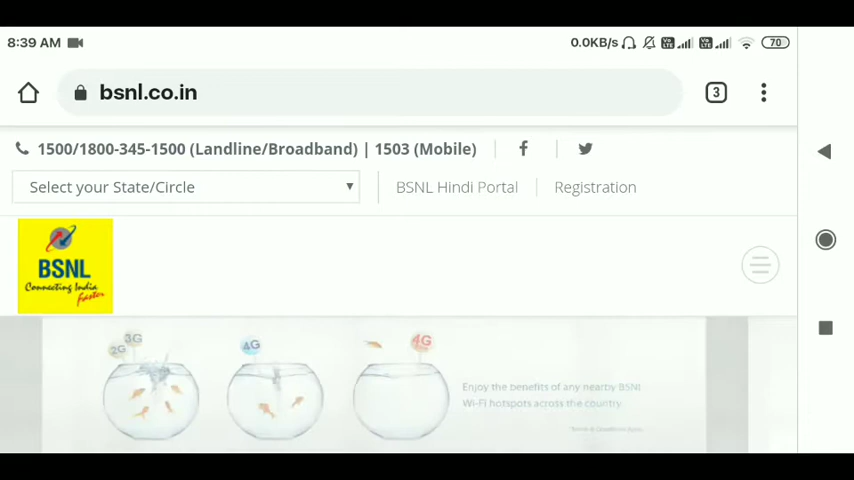 8:39 AM
0.0KB/s
70
bsnl.co.in
3
1500/1800-345-1500 (Landline/Broadband) | 1503 (Mobile)
Select your State/Circle
BSNL Hindi Portal
Registration
BSNL
Connecting India
Faster
2G 3G 4G 4G
Enjoy the benefits of any nearby BSNL
Wi-Fi hotspots across the country.